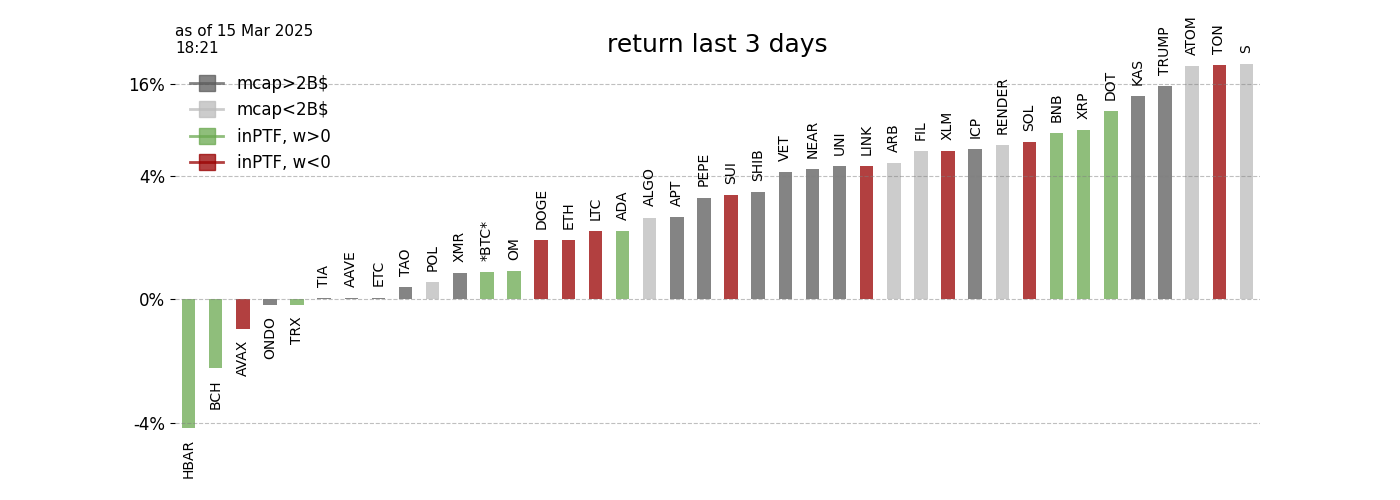 as of 15 Mar 2025
18:21
return last 3 days
mcap>2B$
mcap<2B$
inPTF, w>0
inPTF, w<0
16%
4%
0%
-4%
HBAR
BCH
AVAX
ONDO
TRX
TIA
AAVE
ETC
TAO
POL
XMR
*BTC*
OM
DOGE
ETH
LTC
ADA
ALGO
APT
PEPE
SUI
SHIB
VET
NEAR
UNI
LINK
ARB
FIL
XLM
ICP
RENDER
SOL
BNB
XRP
DOT
KAS
TRUMP
ATOM
TON
S